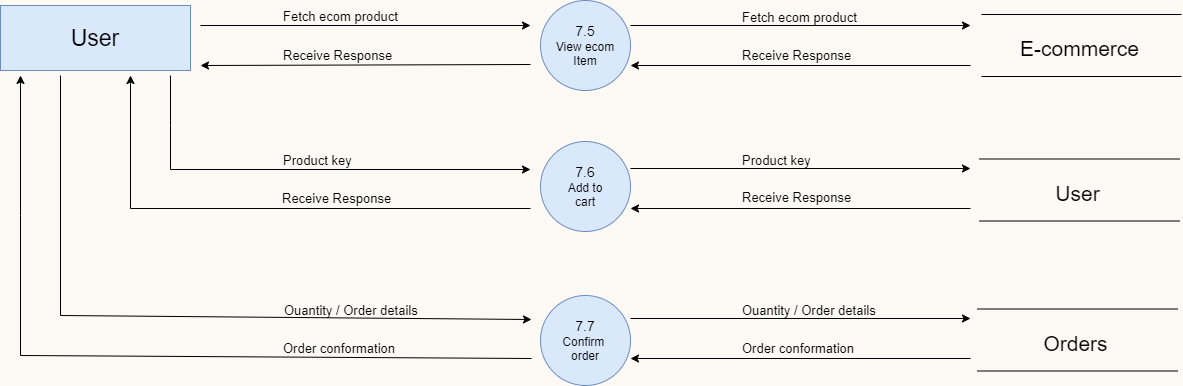 User
Fetch ecom product
Receive Response
7.5
View ecom
Item
Fetch ecom product
Receive Response
E-commerce
Product key
Receive Response
7.6
Add to
cart
Product key
Receive Response
User
Quantity / Order details
Order conformation
7.7
Confirm
order
Quantity / Order details
Order conformation
Orders